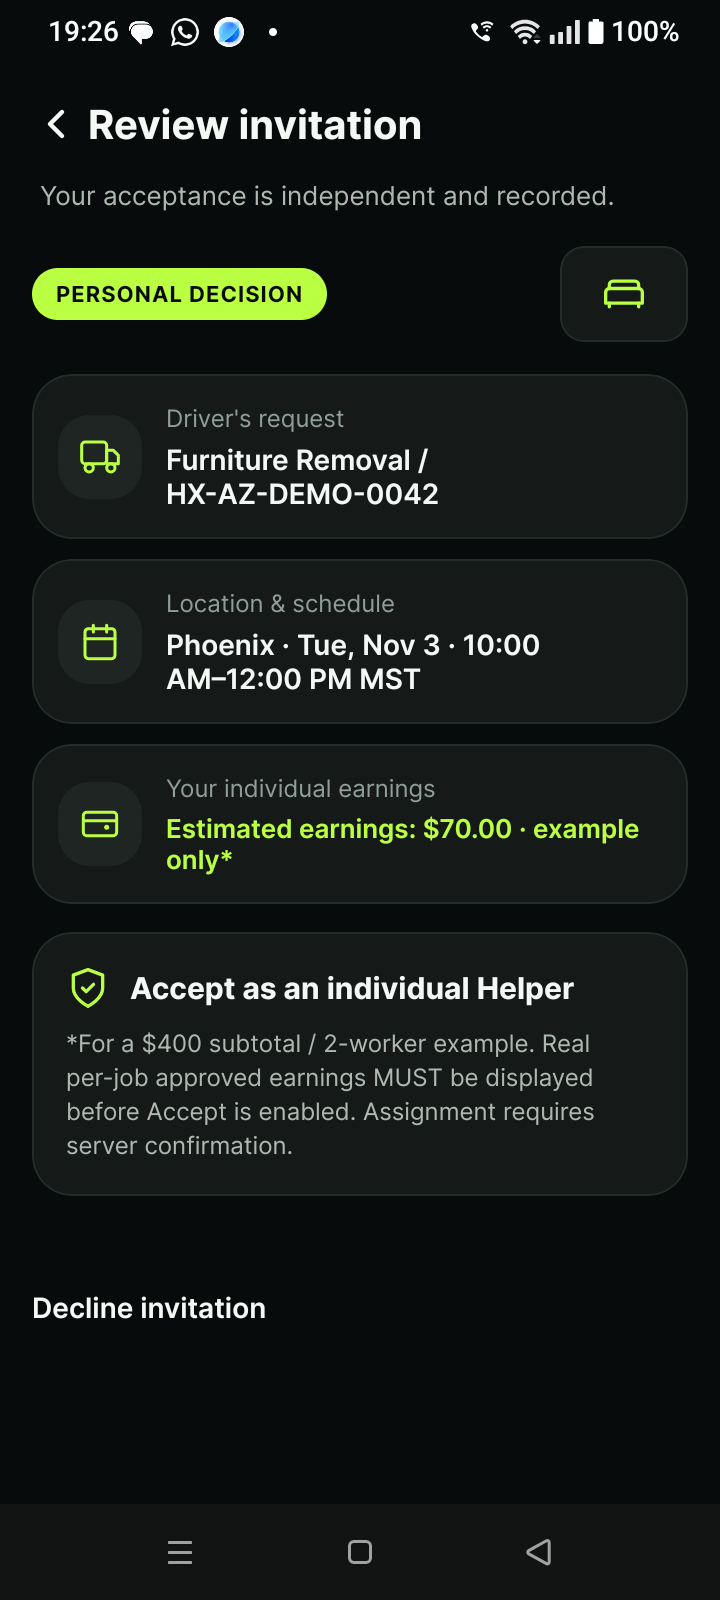 19:26
100%
Review invitation
Your acceptance is independent and recorded.
PERSONAL DECISION
Driver's request
Furniture Removal /
HX-AZ-DEMO-0042
Location & schedule
Phoenix · Tue, Nov 3 · 10:00
AM–12:00 PM MST
Your individual earnings
Estimated earnings: $70.00 · example
only*
Accept as an individual Helper
*For a $400 subtotal / 2-worker example. Real
per-job approved earnings MUST be displayed
before Accept is enabled. Assignment requires
server confirmation.
Decline invitation